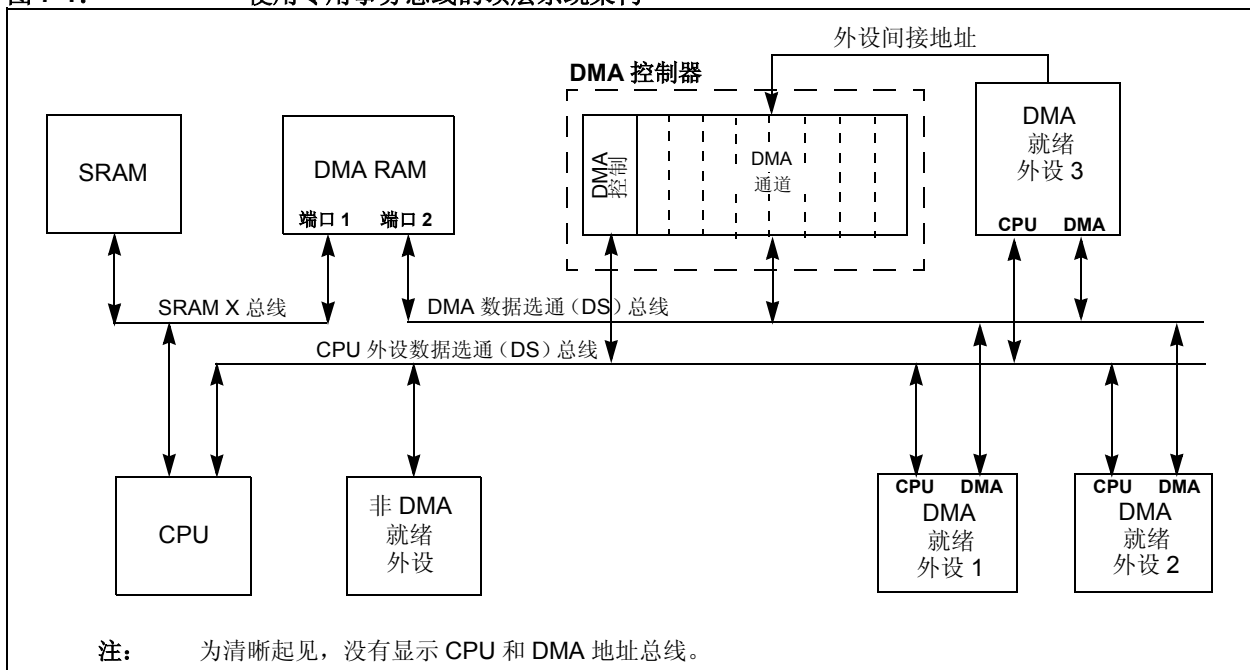 外设间接地址
DMA 控制器
SRAM
DMA RAM
端口 1 端口 2
DMA
控制
DMA
通道
DMA
就绪
外设 3
CPU DMA
SRAM X 总线
DMA 数据选通（DS）总线
CPU 外设数据选通（DS）总线
CPU
非 DMA
就绪
外设
CPU DMA
DMA
就绪
外设 1
CPU DMA
DMA
就绪
外设 2
注： 为清晰起见，没有显示 CPU 和 DMA 地址总线。